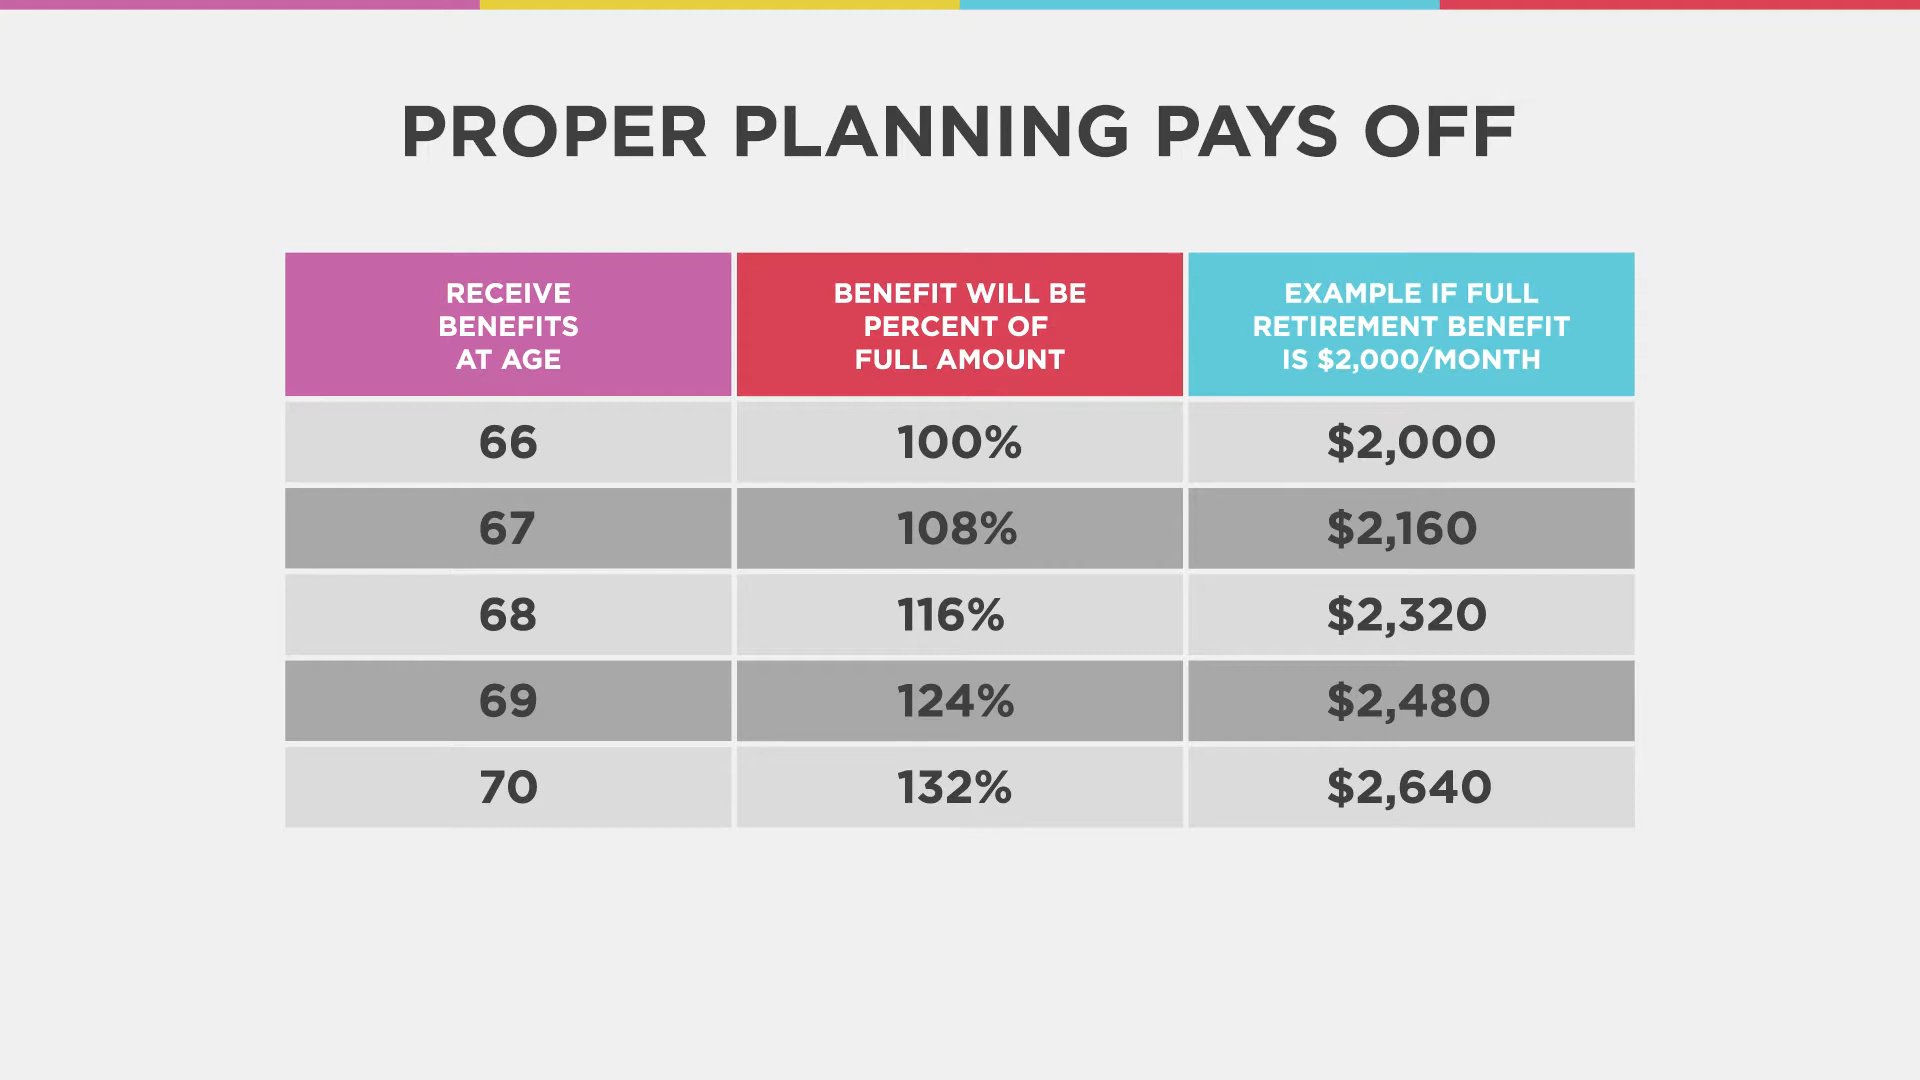 PROPER PLANNING PAYS OFF
RECEIVE
BENEFITS
AT AGE
BENEFIT WILL BE
PERCENT OF
FULL AMOUNT
EXAMPLE IF FULL
RETIREMENT BENEFIT
IS $2,000/MONTH
66 100% $2,000
67 108% $2,160
68 116% $2,320
69 124% $2,480
70 132% $2,640